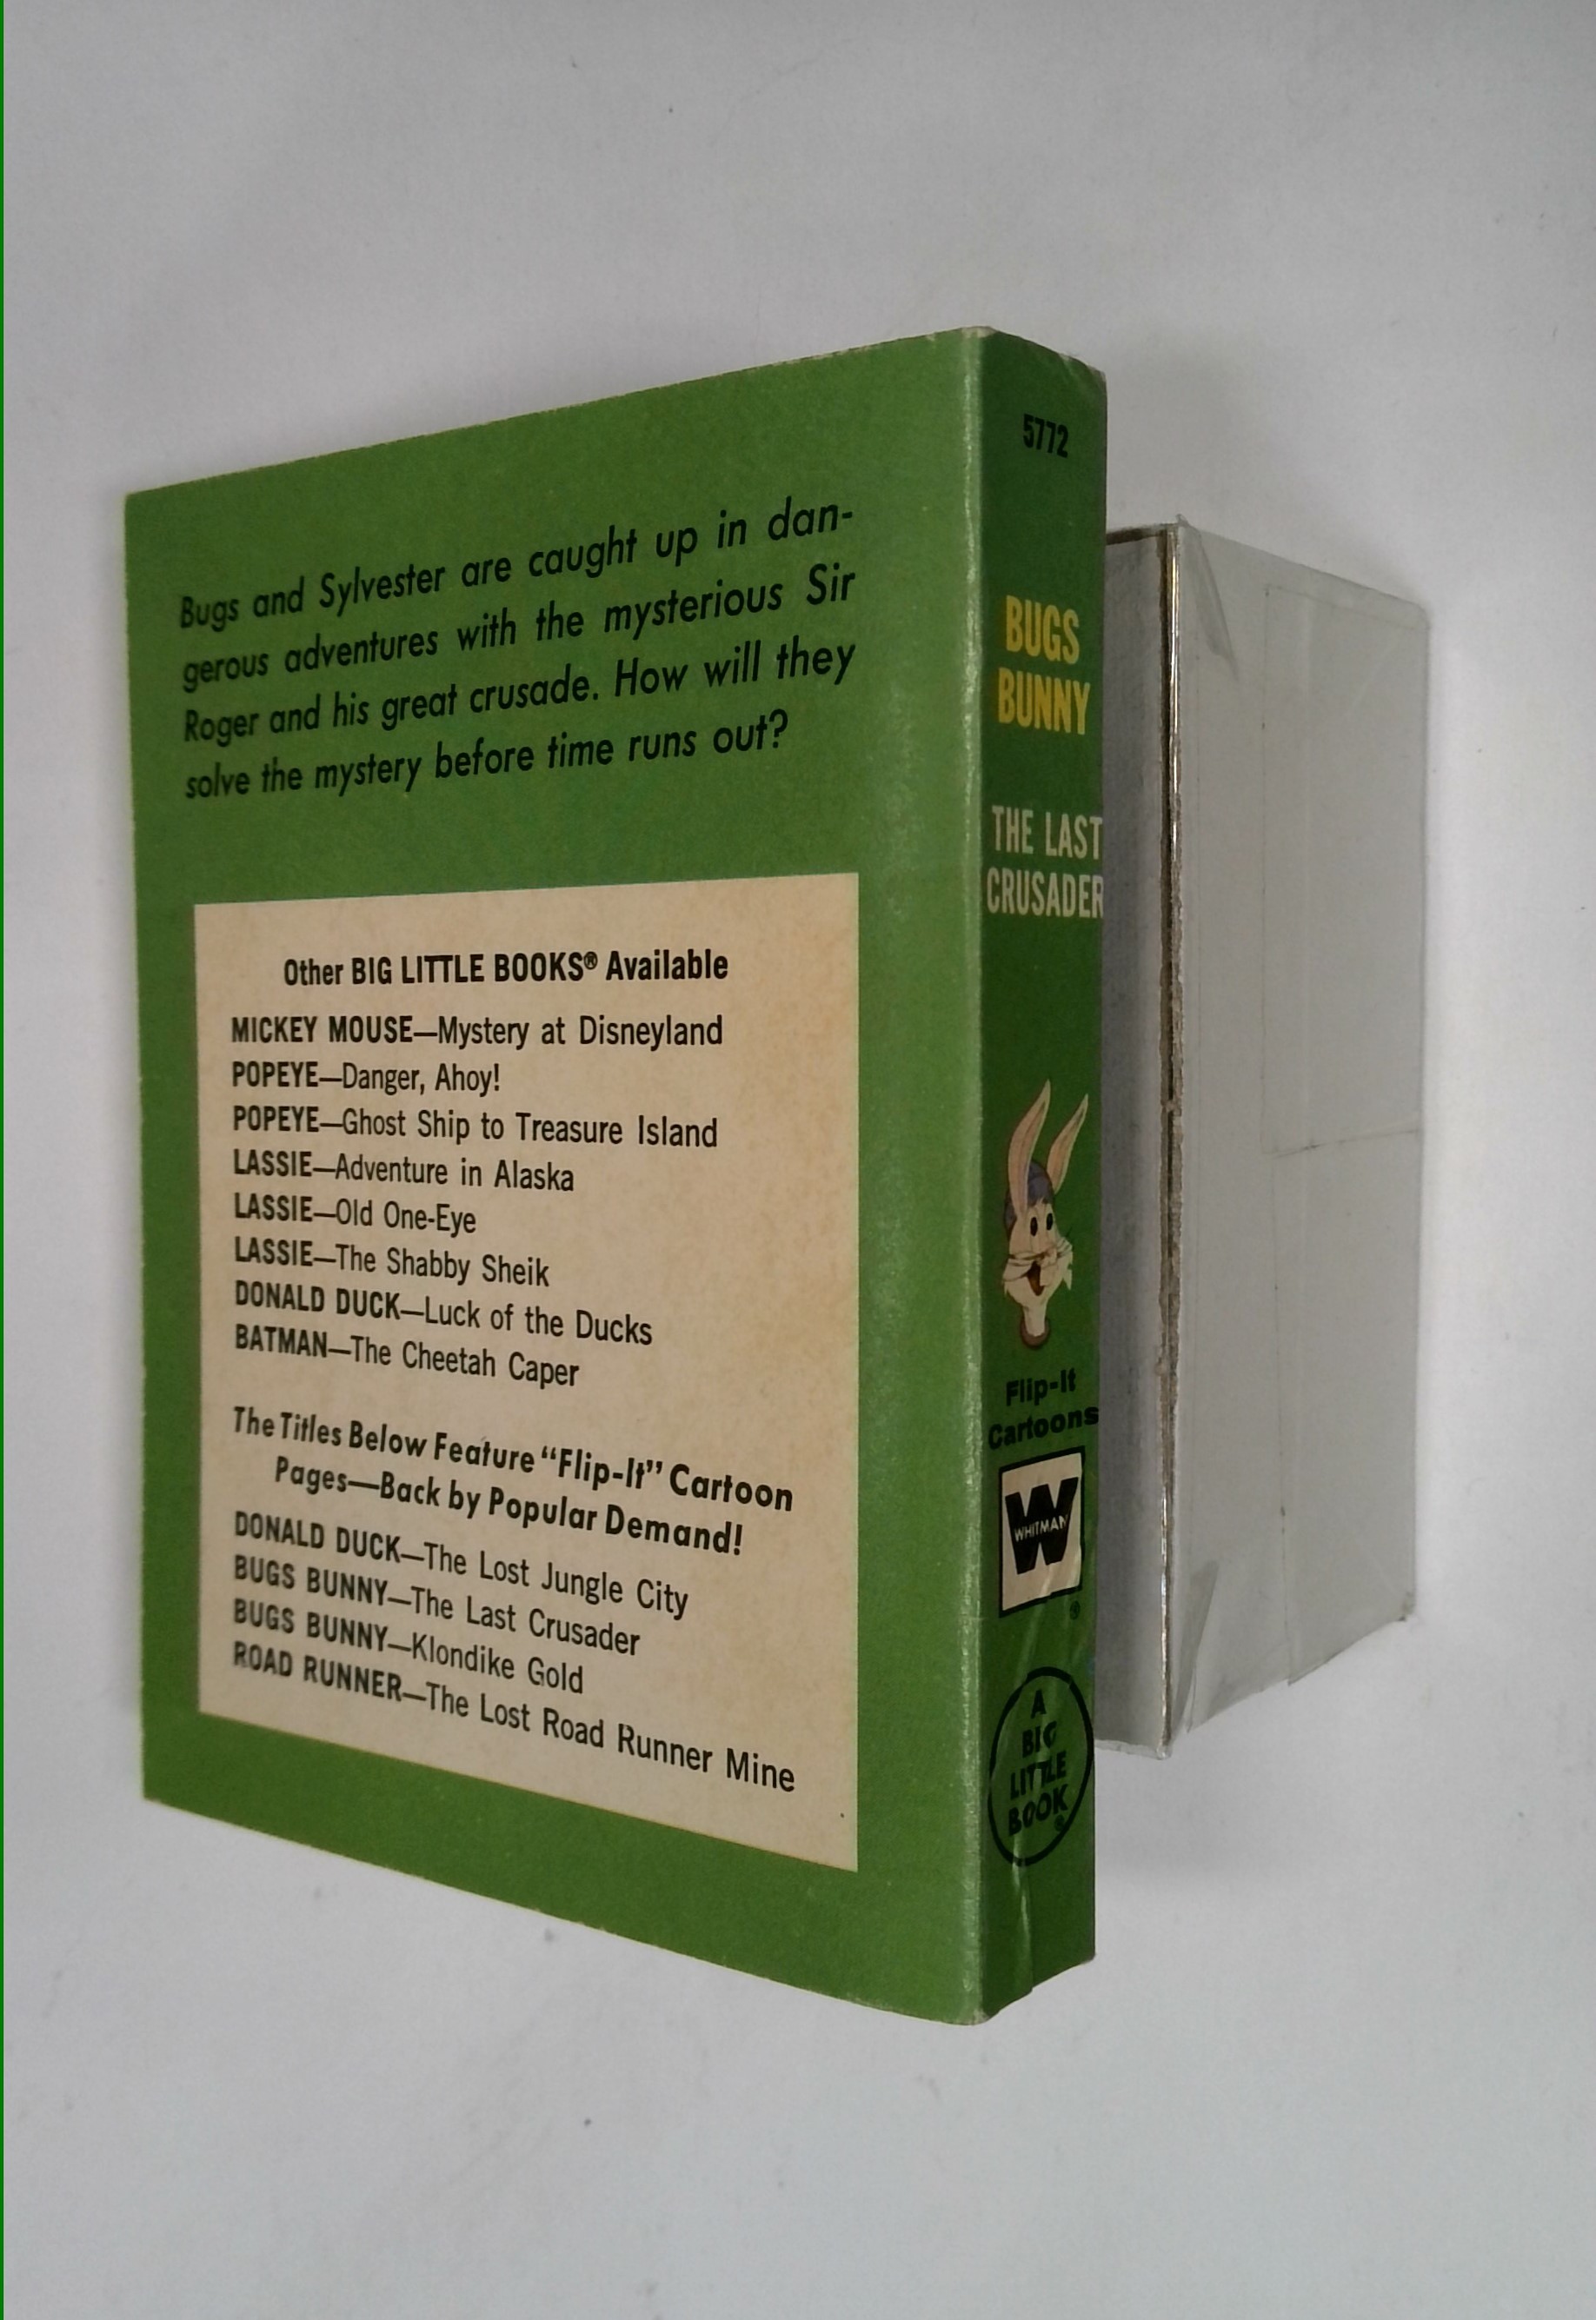 Bugs and Sylvester are caught up in dan-
gerous adventures with the mysterious Sir
Roger and his great crusade. How will they
solve the mystery before time runs out?
Other BIG LITTLE BOOKS® Available
MICKEY MOUSE—Mystery at Disneyland
POPEYE—Danger, Ahoy!
POPEYE—Ghost Ship to Treasure Island
LASSIE—Adventure in Alaska
LASSIE—Old One-Eye
LASSIE—The Shabby Sheik
DONALD DUCK—Luck of the Ducks
BATMAN—The Cheetah Caper
The Titles Below Feature “Flip-It” Cartoon
Pages—Back by Popular Demand!
DONALD DUCK—The Lost Jungle City
BUGS BUNNY—The Last Crusader
BUGS BUNNY—Klondike Gold
ROAD RUNNER—The Lost Road Runner Mine
5772
BUGS
BUNNY
THE LAST
CRUSADER
Flip-It
Cartoons
W
WHITMAN
®
A
BIG
LITTLE
BOOK®